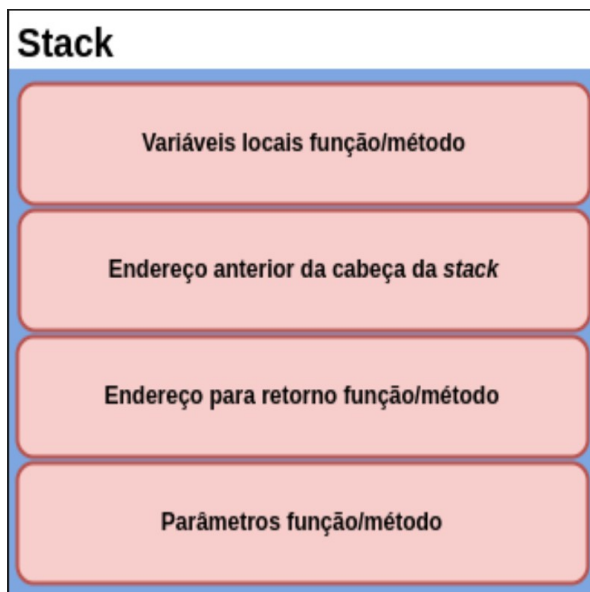 Stack
Variáveis locais função/método
Endereço anterior da cabeça da stack
Endereço para retorno função/método
Parâmetros função/método